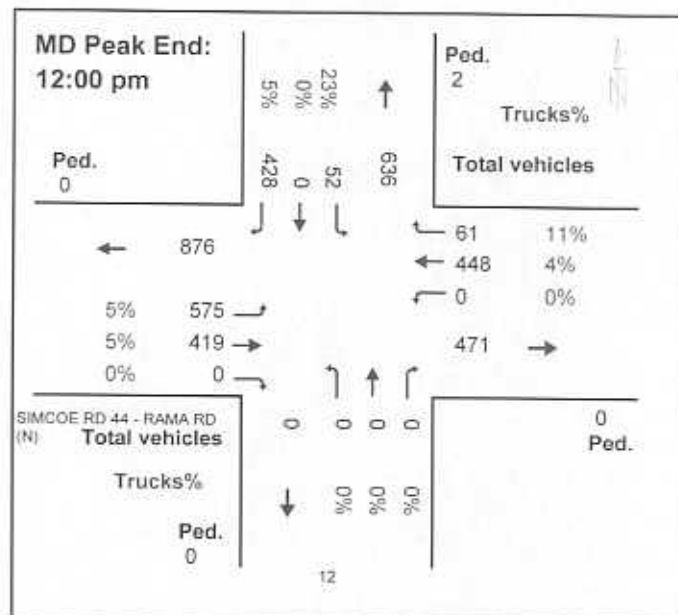 MD Peak End:
12:00 pm
Ped.
0
5% 0% 23%
428 0 52 636
Ped.
2
Trucks%
Total vehicles
876
61 11%
448 4%
0 0%
5% 575
5% 419
0% 0
471
SIMCOE RD 44 - RAMA RD
(N) Total vehicles
Trucks%
Ped.
0
0 0 0 0
0% 0% 0%
0
Ped.
12